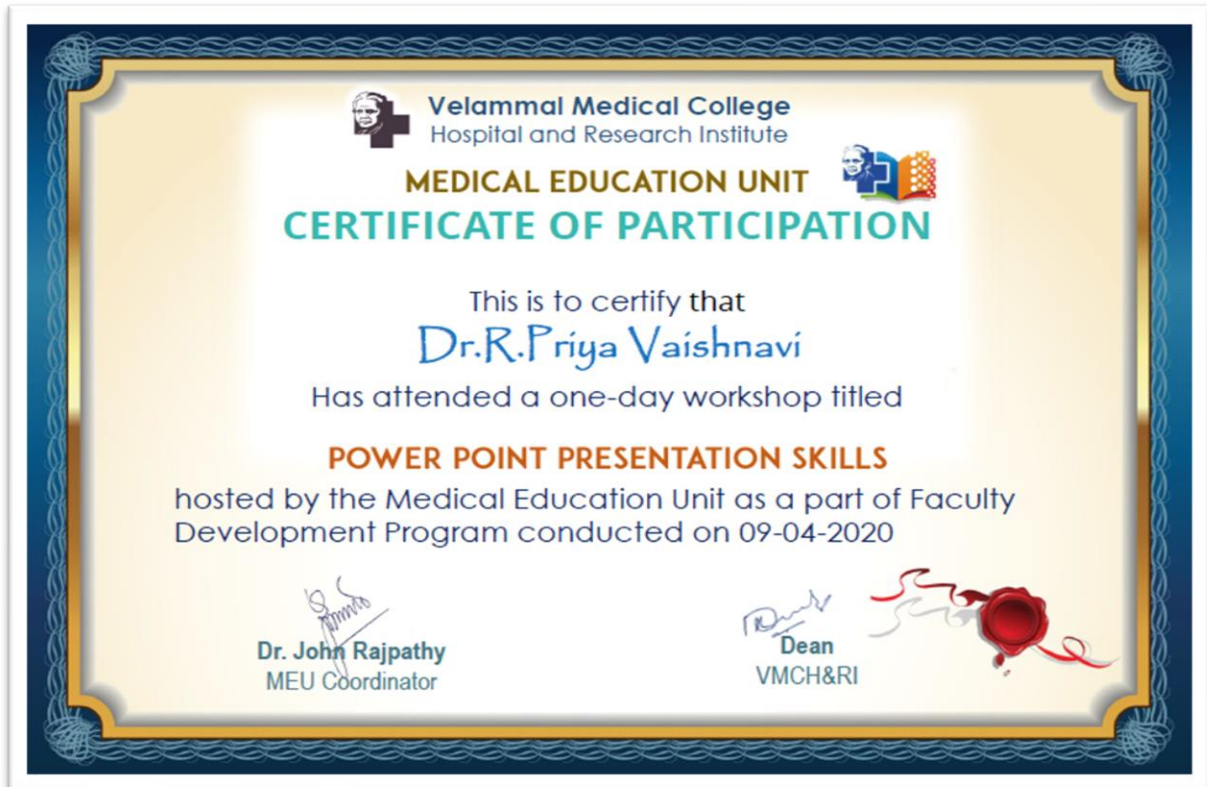 Velammal Medical College
Hospital and Research Institute
MEDICAL EDUCATION UNIT
CERTIFICATE OF PARTICIPATION
This is to certify that
Dr.R.Priya Vaishnavi
Has attended a one-day workshop titled
POWER POINT PRESENTATION SKILLS
hosted by the Medical Education Unit as a part of Faculty
Development Program conducted on 09-04-2020
Dr. John Rajpathy
MEU Coordinator
Dean
VMCH&RI